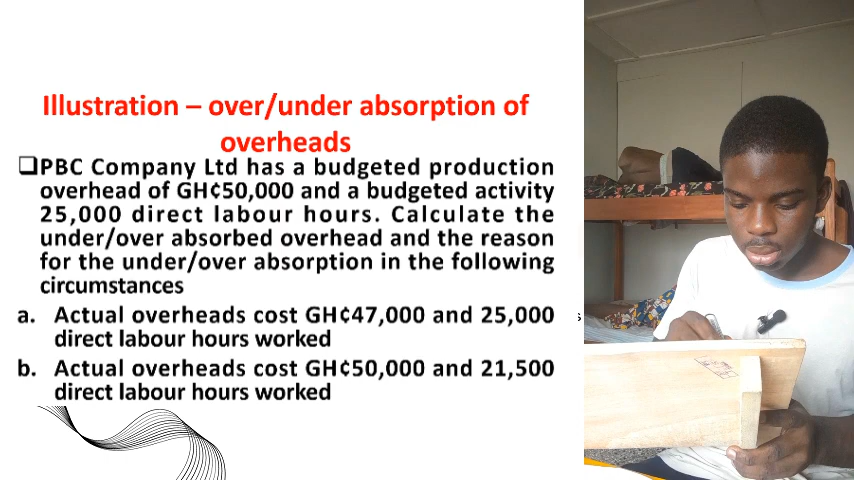 Illustration – over/under absorption of
overheads
❑PBC Company Ltd has a budgeted production
overhead of GH¢50,000 and a budgeted activity
25,000 direct labour hours. Calculate the
under/over absorbed overhead and the reason
for the under/over absorption in the following
circumstances
a. Actual overheads cost GH¢47,000 and 25,000
direct labour hours worked
b. Actual overheads cost GH¢50,000 and 21,500
direct labour hours worked
s